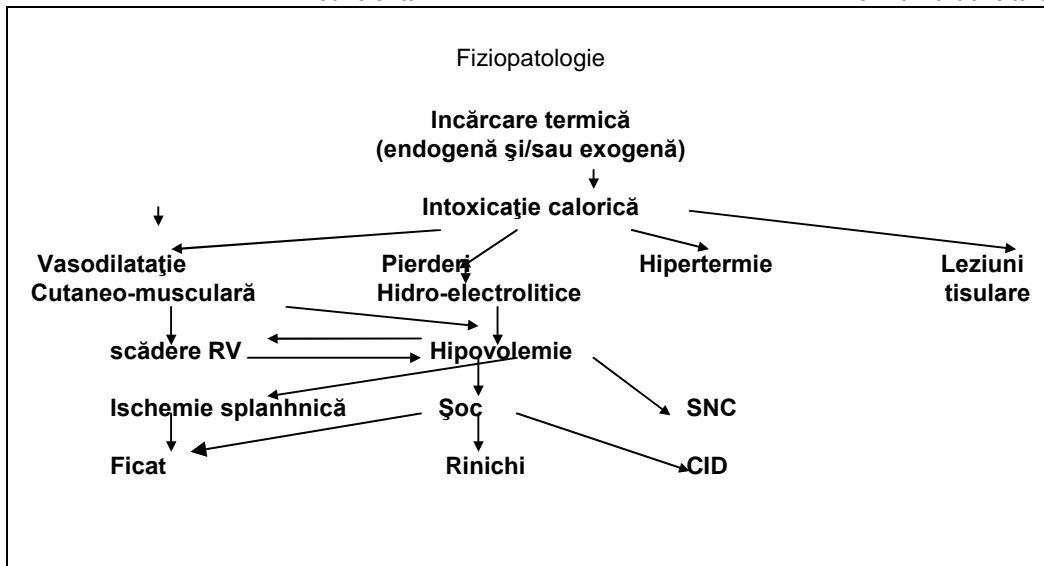 Fiziopatologie
Incărcare termică
(endogenă şi/sau exogenă)
Intoxicaţie calorică
Vasodilataţie Pierderi Hipertermie Leziuni
Cutaneo-musculară Hidro-electrolitice tisulare
scădere RV Hipovolemie
Ischemie splanhnică Şoc SNC
Ficat Rinichi CID